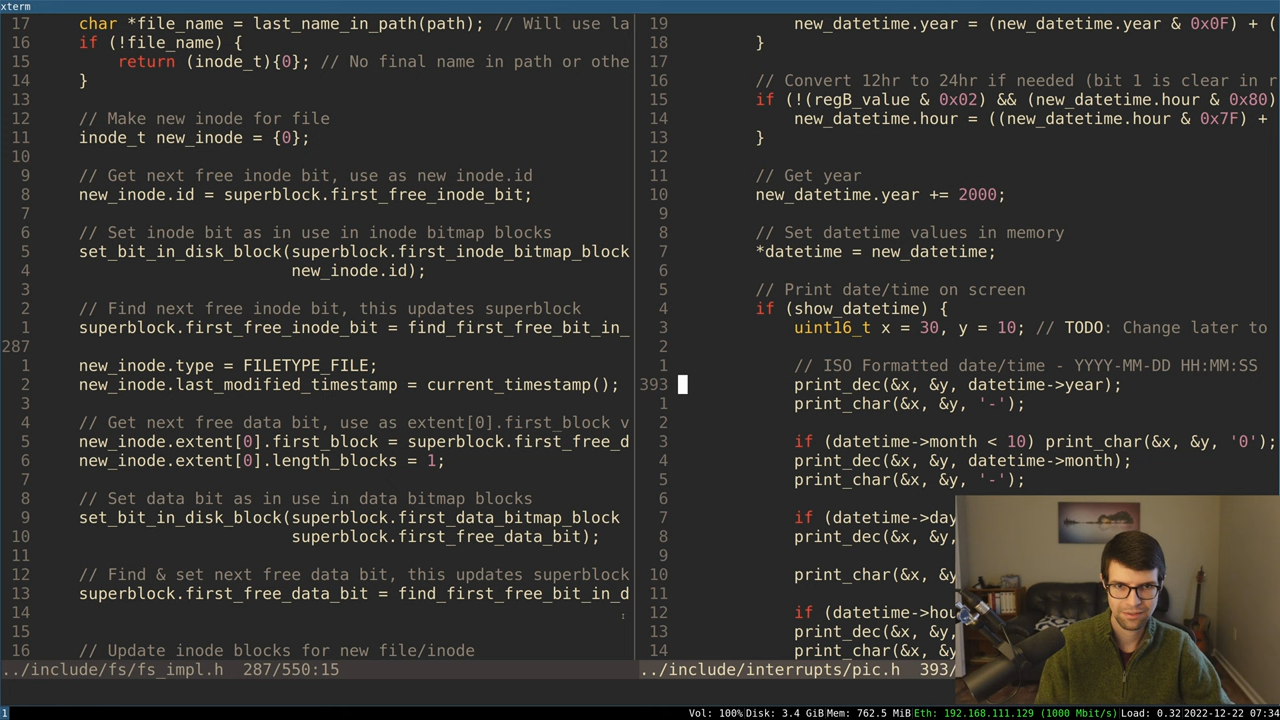 xterm
17 char *file_name = last_name_in_path(path); // Will use la
16 if (!file_name) {
15 return (inode_t){0}; // No final name in path or othe
14 }
13
12 // Make new inode for file
11 inode_t new_inode = {0};
10
9 // Get next free inode bit, use as new inode.id
8 new_inode.id = superblock.first_free_inode_bit;
7
6 // Set inode bit as in use in inode bitmap blocks
5 set_bit_in_disk_block(superblock.first_inode_bitmap_block
4 new_inode.id);
3
2 // Find next free inode bit, this updates superblock
1 superblock.first_free_inode_bit = find_first_free_bit_in_
287
1 new_inode.type = FILETYPE_FILE;
2 new_inode.last_modified_timestamp = current_timestamp();
3
4 // Get next free data bit, use as extent[0].first_block v
5 new_inode.extent[0].first_block = superblock.first_free_d
6 new_inode.extent[0].length_blocks = 1;
7
8 // Set data bit as in use in data bitmap blocks
9 set_bit_in_disk_block(superblock.first_data_bitmap_block
10 superblock.first_free_data_bit);
11
12 // Find & set next free data bit, this updates superblock
13 superblock.first_free_data_bit = find_first_free_bit_in_d
14
15
16 // Update inode blocks for new file/inode
../include/fs/fs_impl.h 287/550:15
19 new_datetime.year = (new_datetime.year & 0x0F) + (
18 }
17
16 // Convert 12hr to 24hr if needed (bit 1 is clear in r
15 if (!(regB_value & 0x02) && (new_datetime.hour & 0x80)
14 new_datetime.hour = ((new_datetime.hour & 0x7F) +
13 }
12
11 // Get year
10 new_datetime.year += 2000;
9
8 // Set datetime values in memory
7 *datetime = new_datetime;
6
5 // Print date/time on screen
4 if (show_datetime) {
3 uint16_t x = 30, y = 10; // TODO: Change later to
2
1 // ISO Formatted date/time - YYYY-MM-DD HH:MM:SS
393 print_dec(&x, &y, datetime->year);
1 print_char(&x, &y, '-');
2
3 if (datetime->month < 10) print_char(&x, &y, '0');
4 print_dec(&x, &y, datetime->month);
5 print_char(&x, &y, '-');
6
7 if (datetime->day
8 print_dec(&x, &y,
9
10 print_char(&x, &y
11
12 if (datetime->hou
13 print_dec(&x, &y,
14 print_char(&x, &y
../include/interrupts/pic.h 393/
1 Vol: 100% Disk: 3.4 GiB Mem: 762.5 MiB Eth: 192.168.111.129 (1000 Mbit/s) Load: 0.32 2022-12-22 07:34